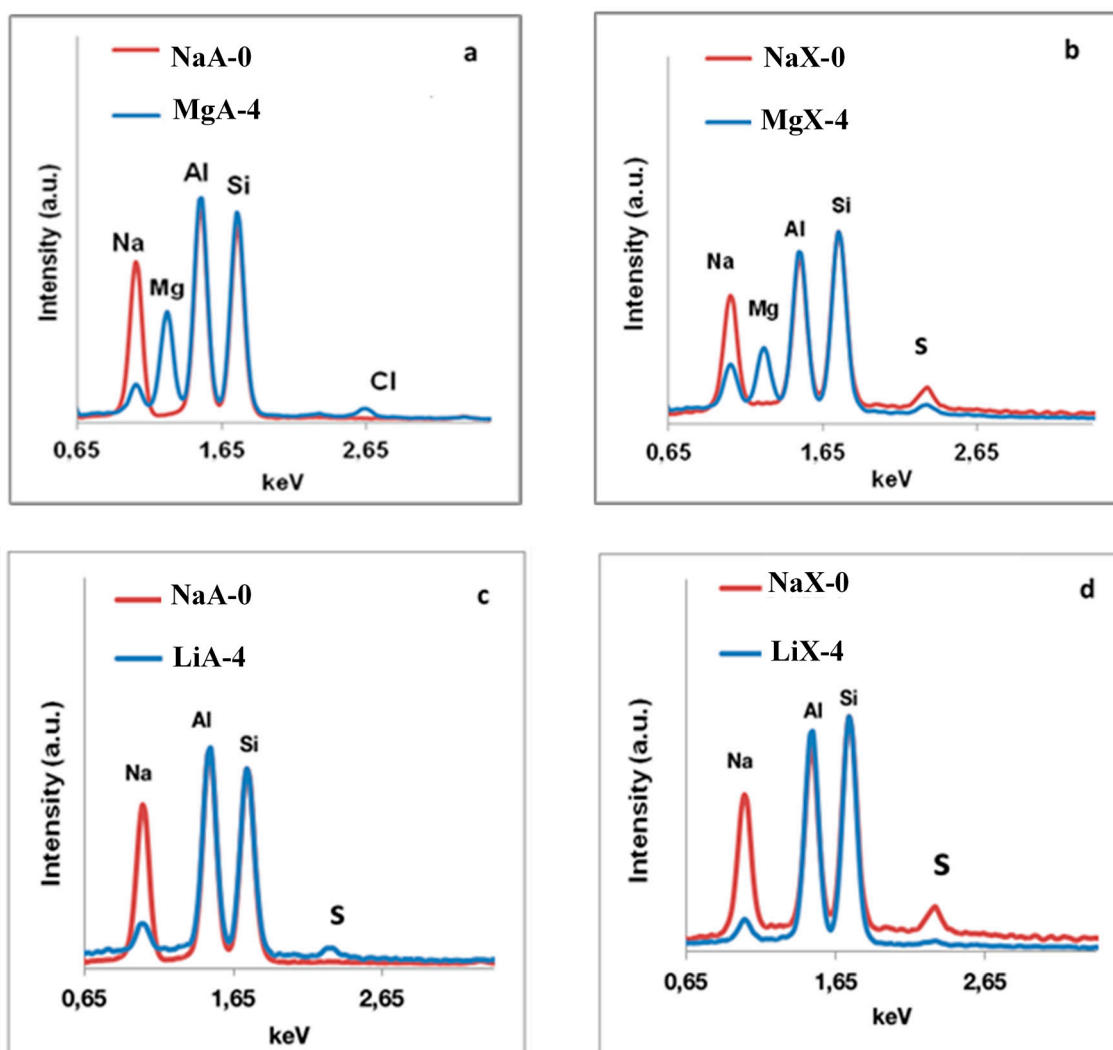 a
NaA-0
MgA-4
Al
Si
Na
Mg
Cl
Intensity (a.u.)
0,65 1,65 2,65
keV
b
NaX-0
MgX-4
Si
Al
Na
Mg
S
Intensity (a.u.)
0,65 1,65 2,65
keV
c
NaA-0
LiA-4
Al
Si
Na
S
Intensity (a.u.)
0,65 1,65 2,65
keV
d
NaX-0
LiX-4
Si
Al
Na
S
Intensity (a.u.)
0,65 1,65 2,65
keV